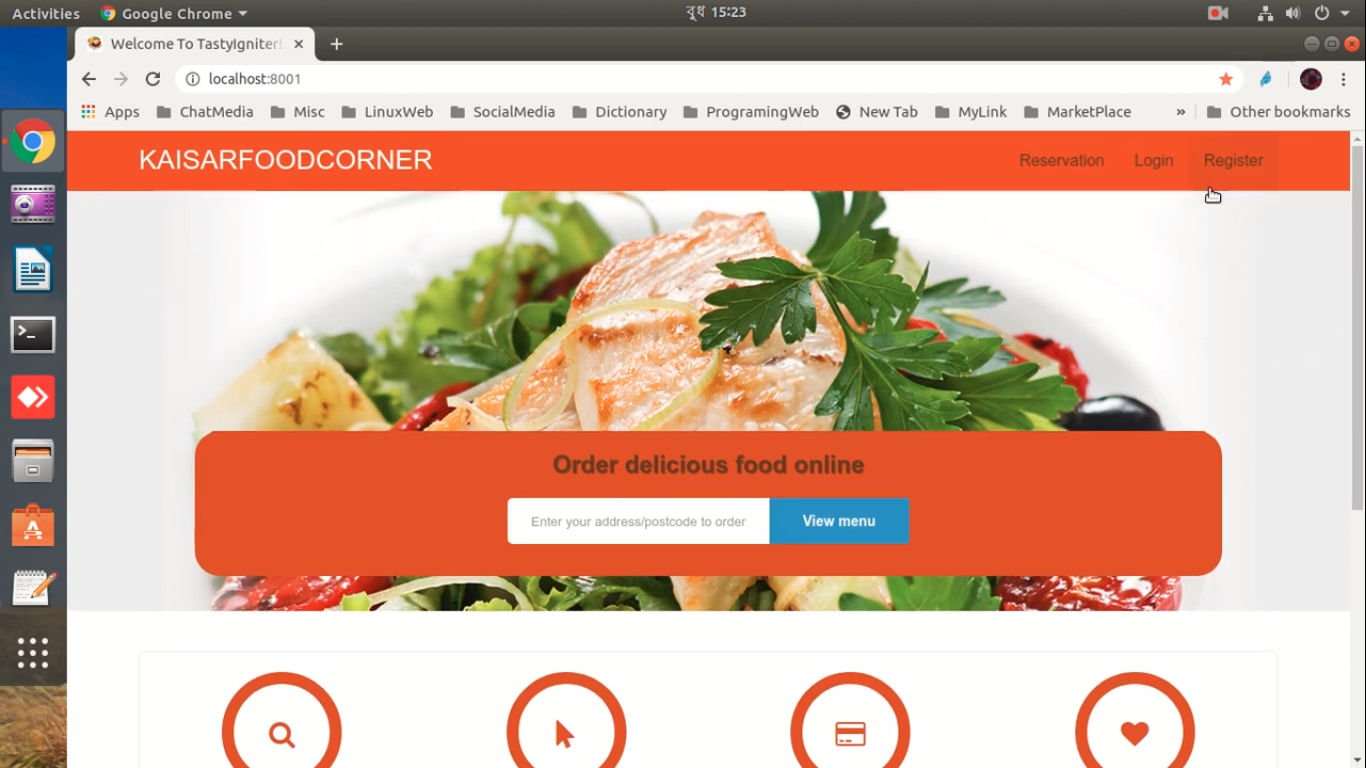 Activities Google Chrome বুধ 15:23
Welcome To TastyIgniter!
localhost:8001
Apps ChatMedia Misc LinuxWeb SocialMedia Dictionary ProgramingWeb New Tab MyLink MarketPlace » Other bookmarks
KAISARFOODCORNER Reservation Login Register
Order delicious food online
Enter your address/postcode to order View menu